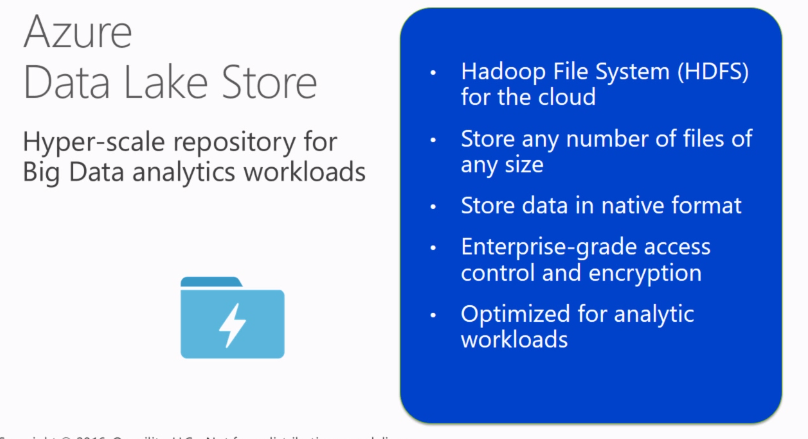 Azure
Data Lake Store
Hyper-scale repository for
Big Data analytics workloads
• Hadoop File System (HDFS)
for the cloud
• Store any number of files of
any size
• Store data in native format
• Enterprise-grade access
control and encryption
• Optimized for analytic
workloads